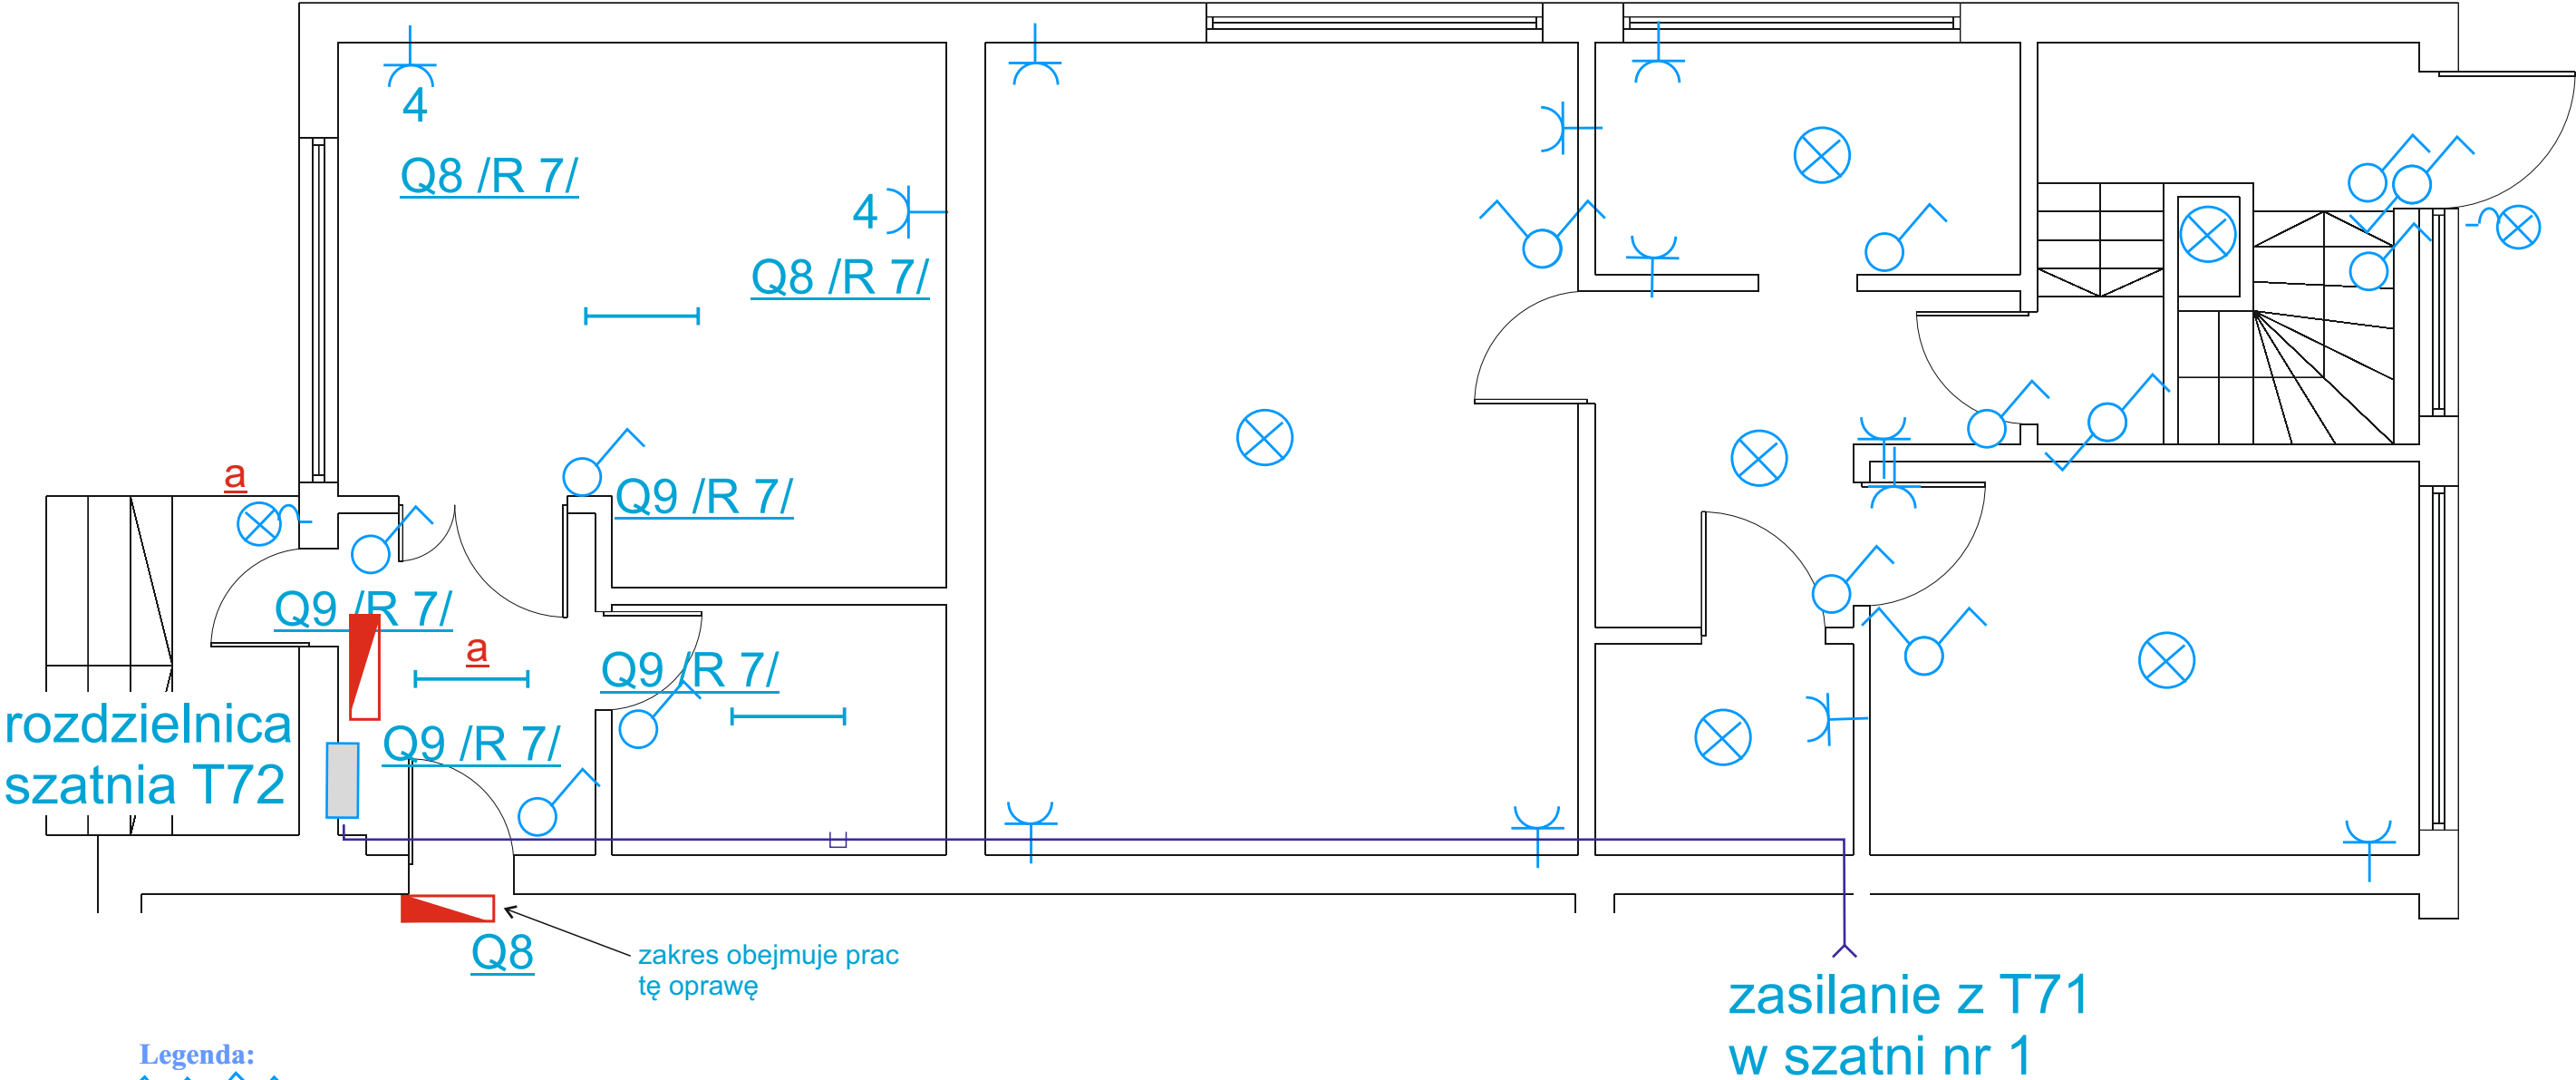 4
Q8 /R 7/
4
Q8 /R 7/
a
Q9 /R 7/
Q9 /R 7/
a
Q9 /R 7/
rozdzielnica
szatnia T72
Q9 /R 7/
Q8
zakres obejmuje prac
tę oprawę
zasilanie z T71
w szatni nr 1
Legenda: